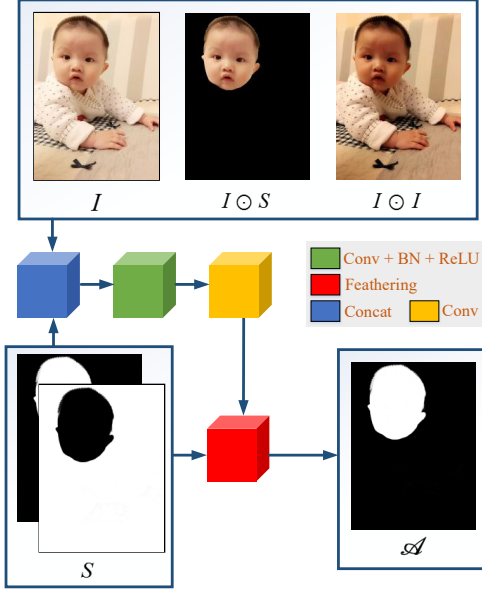 I
I ⊙ S
I ⊙ I
Conv + BN + ReLU
Feathering
Concat
Conv
S
𝒜